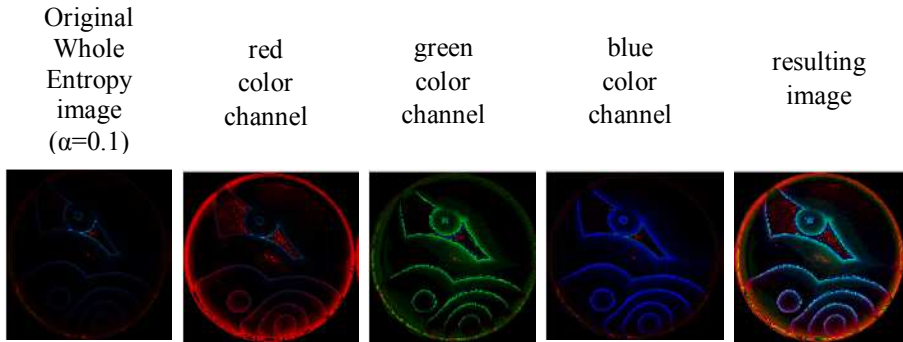 Original
Whole
Entropy
image
(α=0.1)
red
color
channel
green
color
channel
blue
color
channel
resulting
image